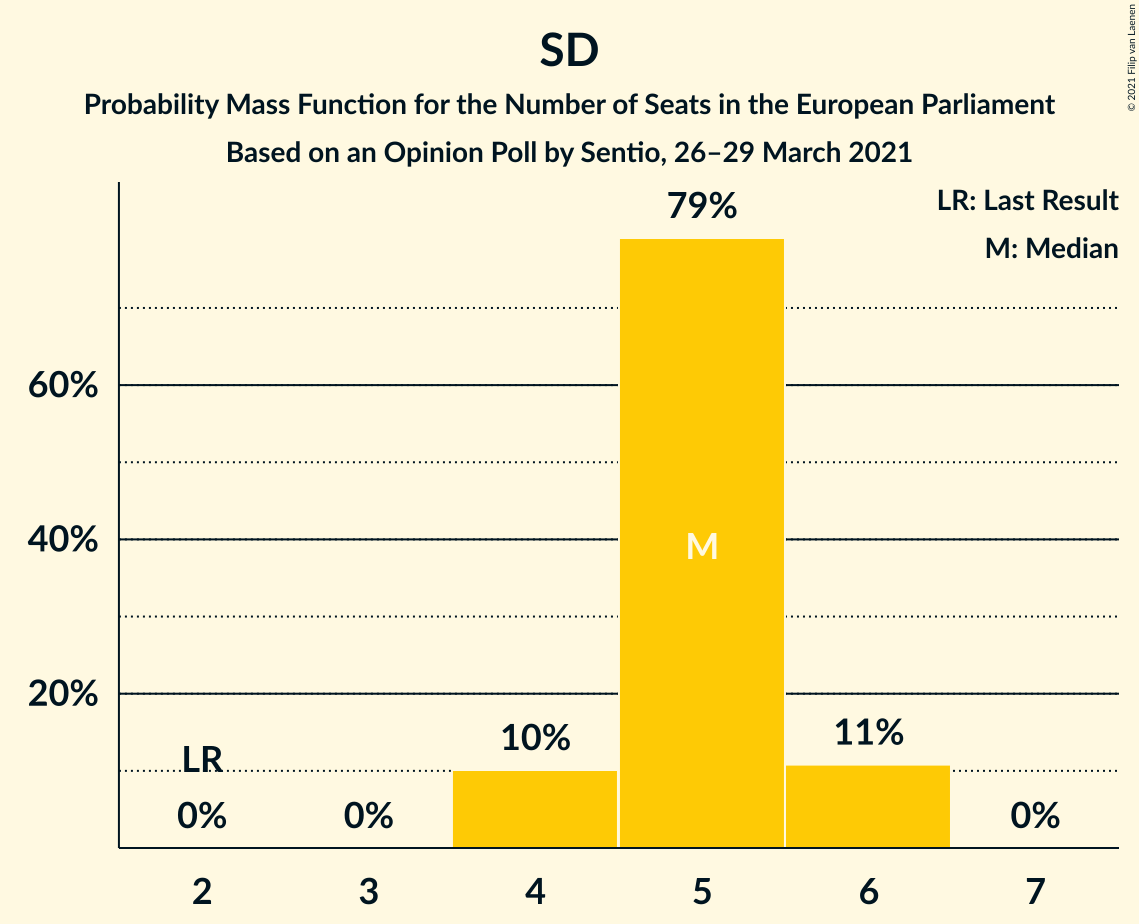 SD
Probability Mass Function for the Number of Seats in the European Parliament
Based on an Opinion Poll by Sentio, 26–29 March 2021
© 2021 Filip van Laenen
LR: Last Result
M: Median
79%
60%
40%
20%
M
LR
10%
11%
0%
0%
0%
2
3
4
5
6
7